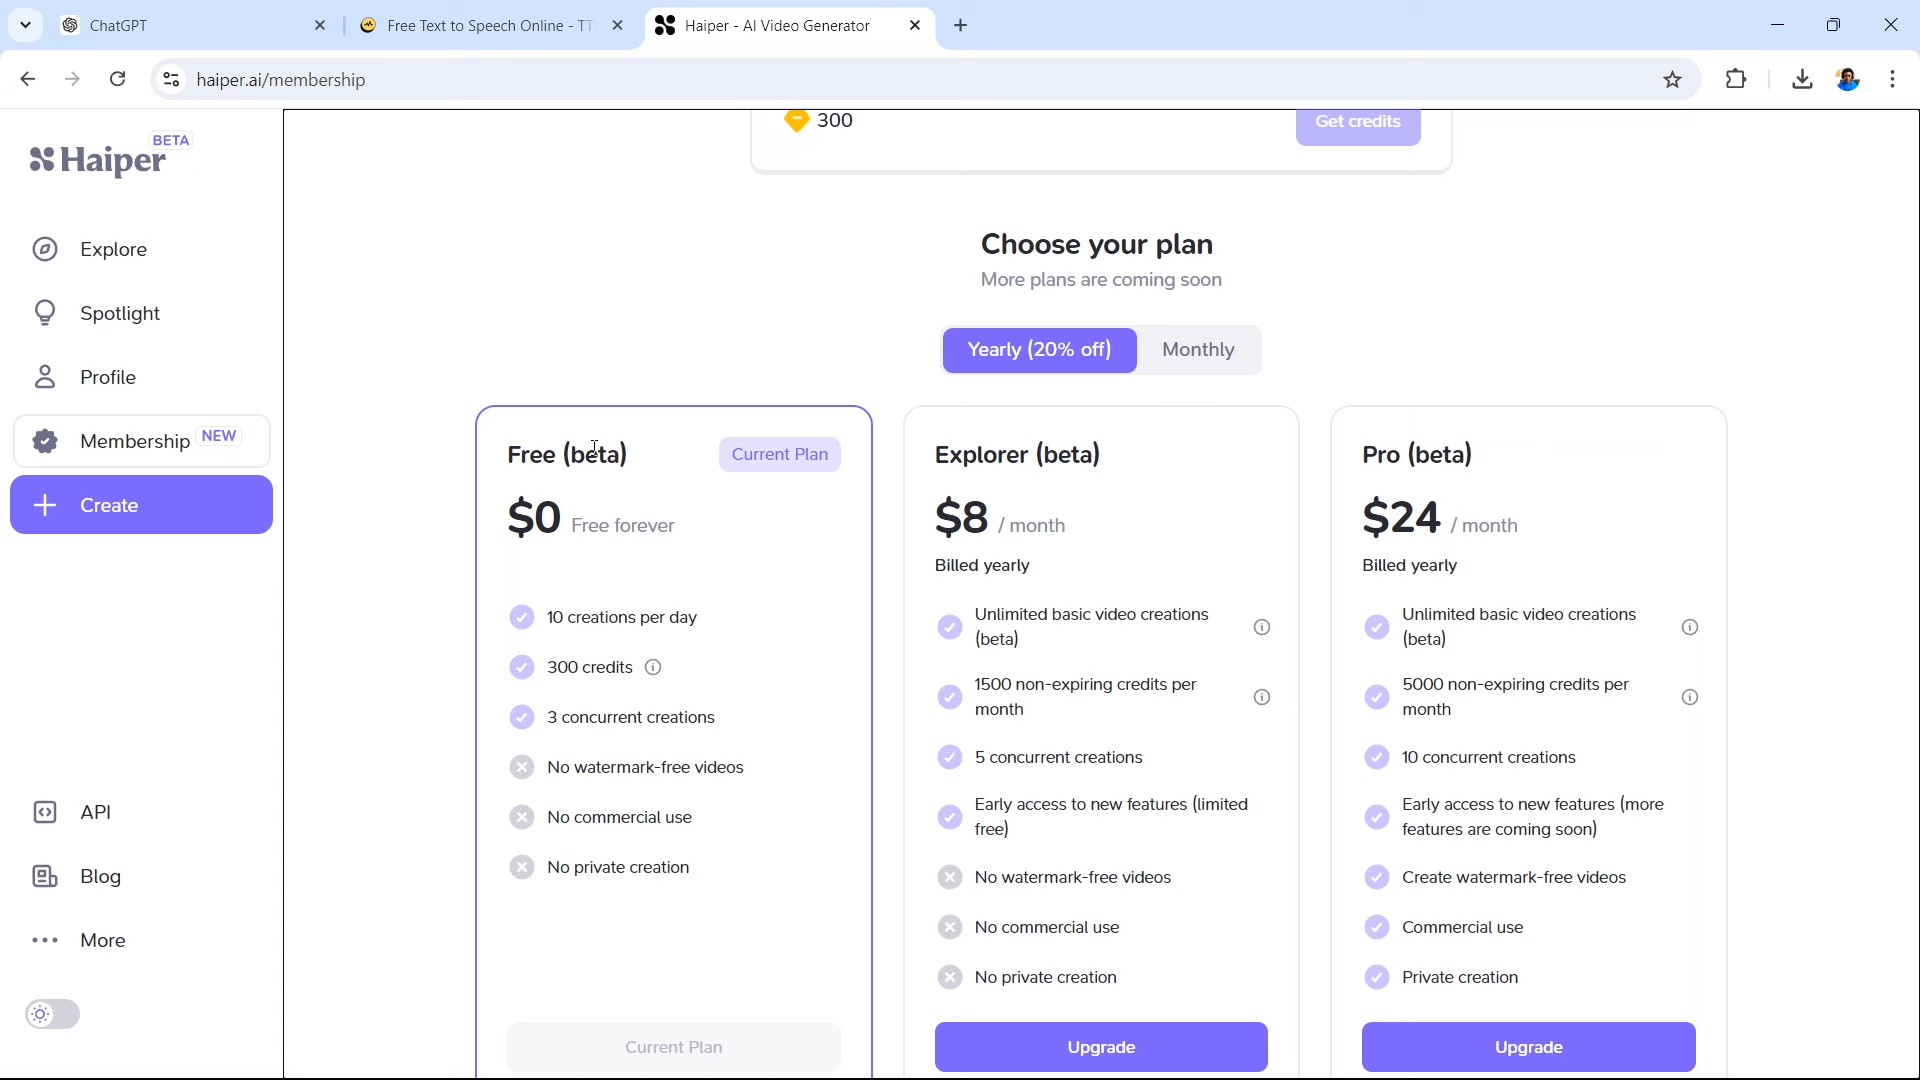 ChatGPT
Free Text to Speech Online - TT
Haiper - AI Video Generator
haiper.ai/membership
Haiper BETA
Explore
Spotlight
Profile
Membership NEW
Create
API
Blog
More
300
Get credits
Choose your plan
More plans are coming soon
Yearly (20% off)
Monthly
Free (beta)
Current Plan
$0 Free forever
10 creations per day
300 credits
3 concurrent creations
No watermark-free videos
No commercial use
No private creation
Current Plan
Explorer (beta)
$8 / month
Billed yearly
Unlimited basic video creations
(beta)
1500 non-expiring credits per
month
5 concurrent creations
Early access to new features (limited
free)
No watermark-free videos
No commercial use
No private creation
Upgrade
Pro (beta)
$24 / month
Billed yearly
Unlimited basic video creations
(beta)
5000 non-expiring credits per
month
10 concurrent creations
Early access to new features (more
features are coming soon)
Create watermark-free videos
Commercial use
Private creation
Upgrade